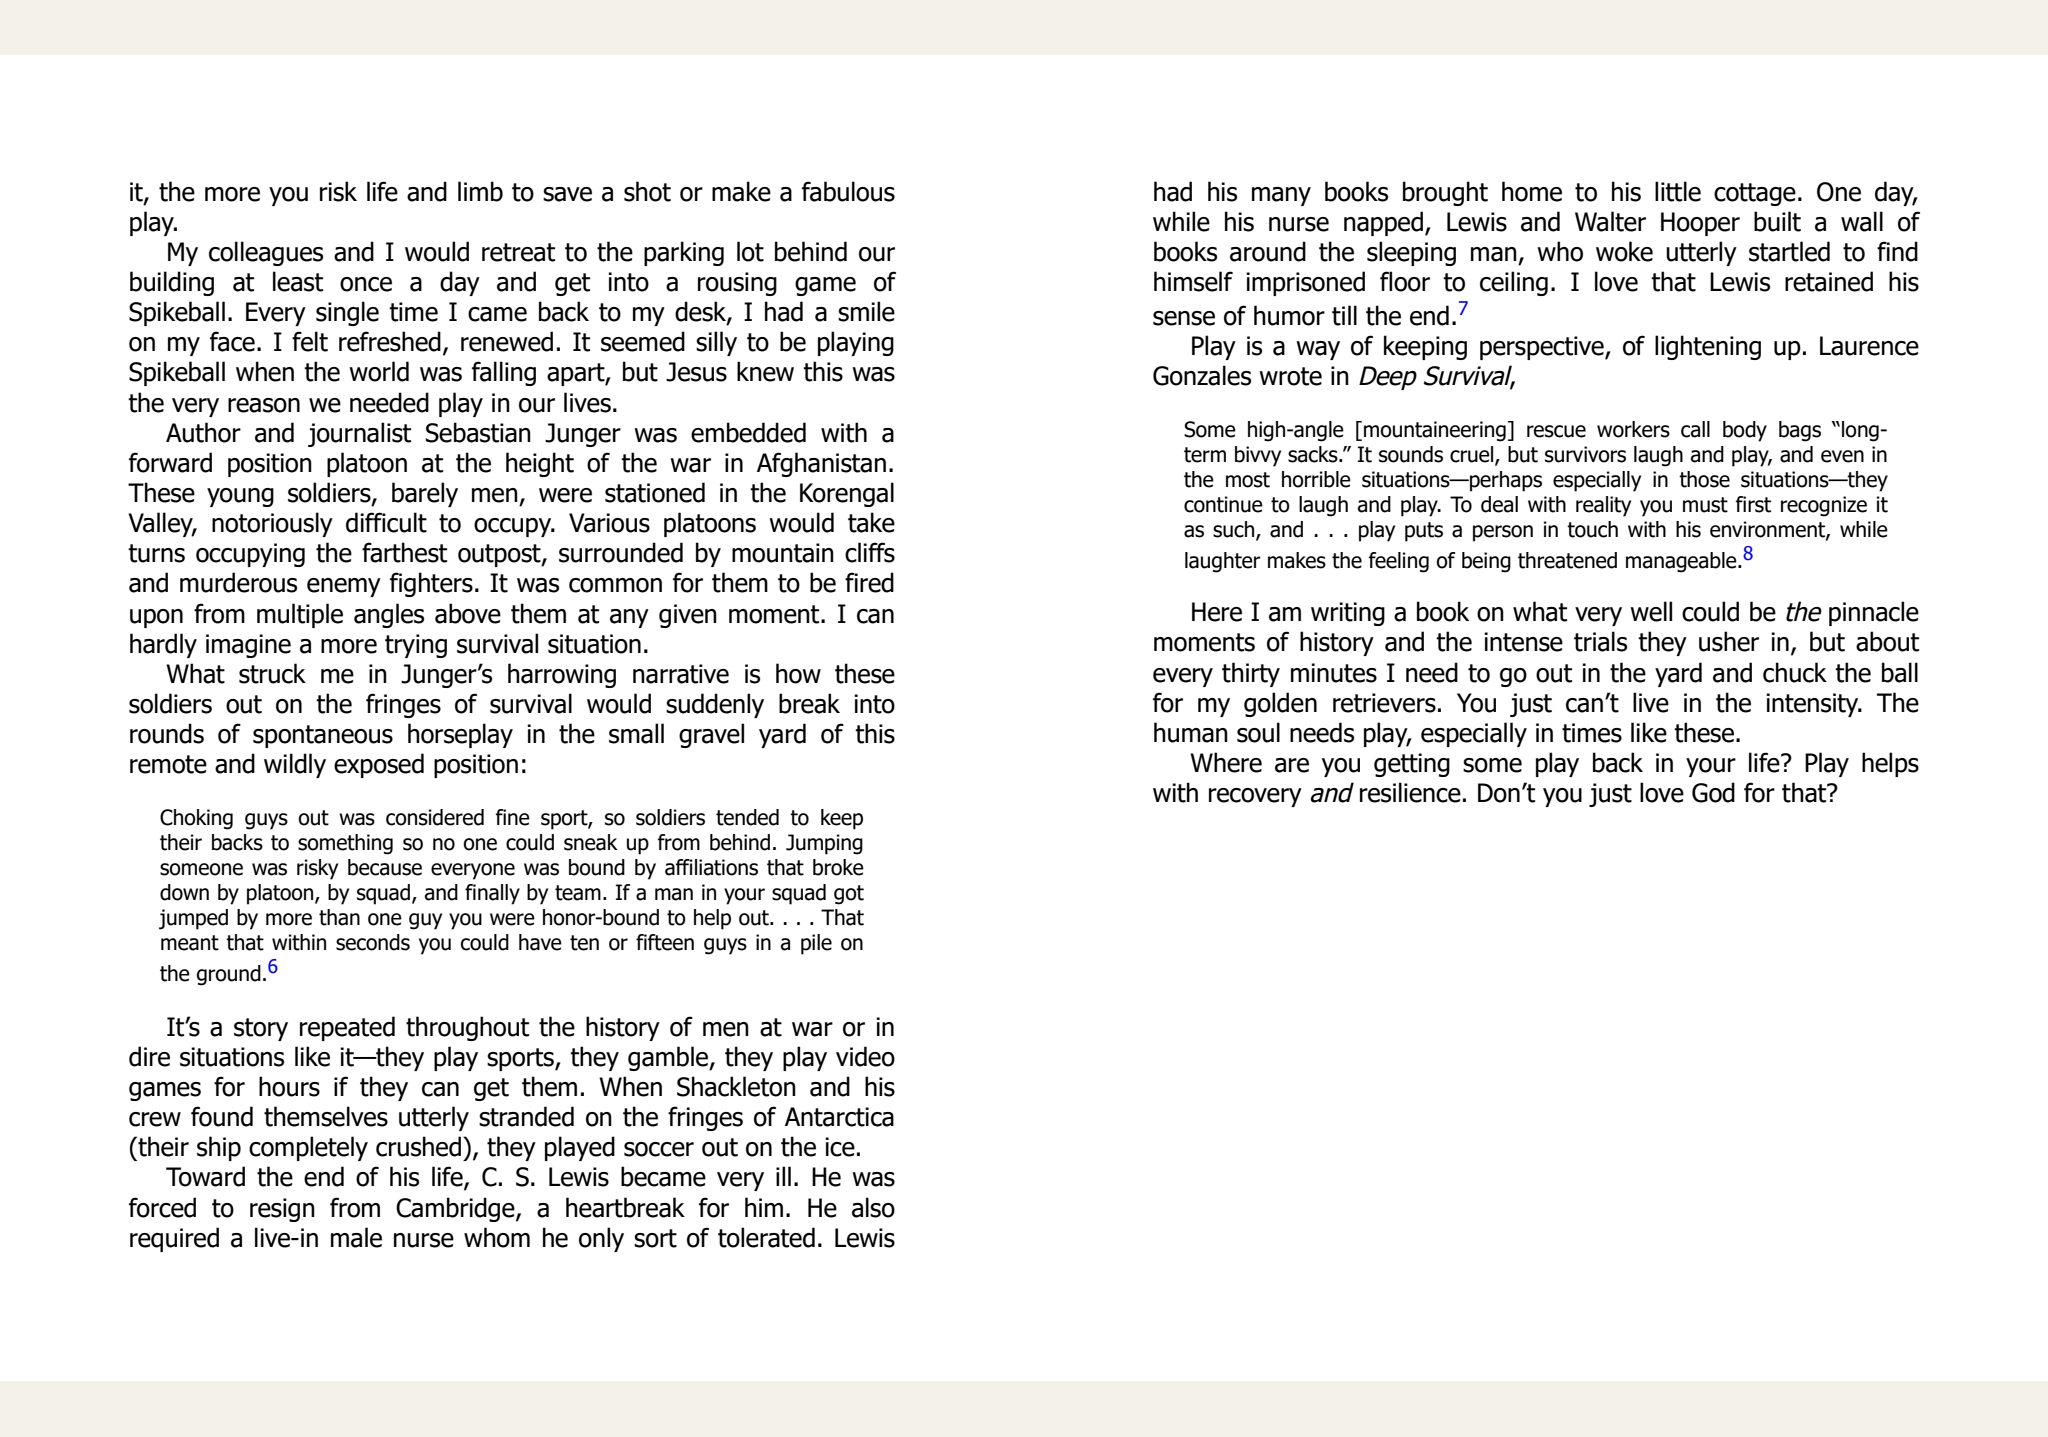 it, the more you risk life and limb to save a shot or make a fabulous
play.
My colleagues and I would retreat to the parking lot behind our
building at least once a day and get into a rousing game of
Spikeball. Every single time I came back to my desk, I had a smile
on my face. I felt refreshed, renewed. It seemed silly to be playing
Spikeball when the world was falling apart, but Jesus knew this was
the very reason we needed play in our lives.
Author and journalist Sebastian Junger was embedded with a
forward position platoon at the height of the war in Afghanistan.
These young soldiers, barely men, were stationed in the Korengal
Valley, notoriously difficult to occupy. Various platoons would take
turns occupying the farthest outpost, surrounded by mountain cliffs
and murderous enemy fighters. It was common for them to be fired
upon from multiple angles above them at any given moment. I can
hardly imagine a more trying survival situation.
What struck me in Junger’s harrowing narrative is how these
soldiers out on the fringes of survival would suddenly break into
rounds of spontaneous horseplay in the small gravel yard of this
remote and wildly exposed position:
Choking guys out was considered fine sport, so soldiers tended to keep
their backs to something so no one could sneak up from behind. Jumping
someone was risky because everyone was bound by affiliations that broke
down by platoon, by squad, and finally by team. If a man in your squad got
jumped by more than one guy you were honor-bound to help out. . . . That
meant that within seconds you could have ten or fifteen guys in a pile on
the ground.6
It’s a story repeated throughout the history of men at war or in
dire situations like it—they play sports, they gamble, they play video
games for hours if they can get them. When Shackleton and his
crew found themselves utterly stranded on the fringes of Antarctica
(their ship completely crushed), they played soccer out on the ice.
Toward the end of his life, C. S. Lewis became very ill. He was
forced to resign from Cambridge, a heartbreak for him. He also
required a live-in male nurse whom he only sort of tolerated. Lewis
had his many books brought home to his little cottage. One day,
while his nurse napped, Lewis and Walter Hooper built a wall of
books around the sleeping man, who woke utterly startled to find
himself imprisoned floor to ceiling. I love that Lewis retained his
sense of humor till the end.7
Play is a way of keeping perspective, of lightening up. Laurence
Gonzales wrote in Deep Survival,
Some high-angle [mountaineering] rescue workers call body bags “long-
term bivvy sacks.” It sounds cruel, but survivors laugh and play, and even in
the most horrible situations—perhaps especially in those situations—they
continue to laugh and play. To deal with reality you must first recognize it
as such, and . . . play puts a person in touch with his environment, while
laughter makes the feeling of being threatened manageable.8
Here I am writing a book on what very well could be the pinnacle
moments of history and the intense trials they usher in, but about
every thirty minutes I need to go out in the yard and chuck the ball
for my golden retrievers. You just can’t live in the intensity. The
human soul needs play, especially in times like these.
Where are you getting some play back in your life? Play helps
with recovery and resilience. Don’t you just love God for that?